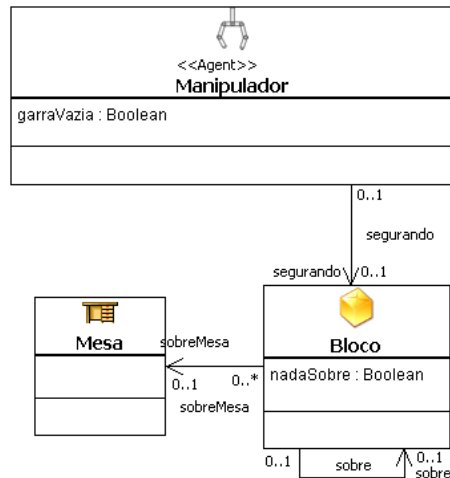 <<Agent>>
Manipulador
garraVazia : Boolean
0..1
segurando
segurando 0..1
Mesa
sobreMesa
0..1 0..*
sobreMesa
Bloco
nadaSobre : Boolean
0..1 sobre 0..1
sobre